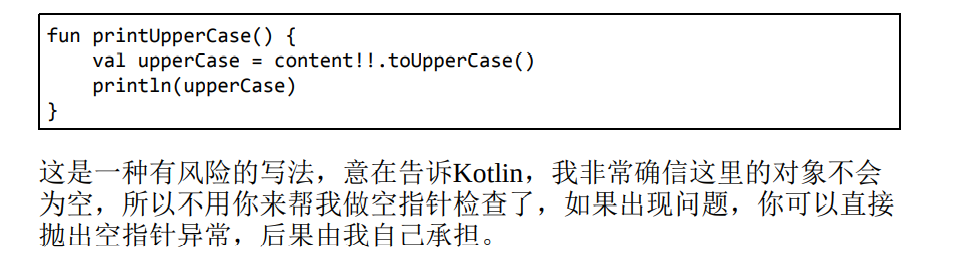 fun printUpperCase() {
    val upperCase = content!!.toUpperCase()
    println(upperCase)
}
这是一种有风险的写法，意在告诉Kotlin，我非常确信这里的对象不会
为空，所以不用你来帮我做空指针检查了，如果出现问题，你可以直接
抛出空指针异常，后果由我自己承担。